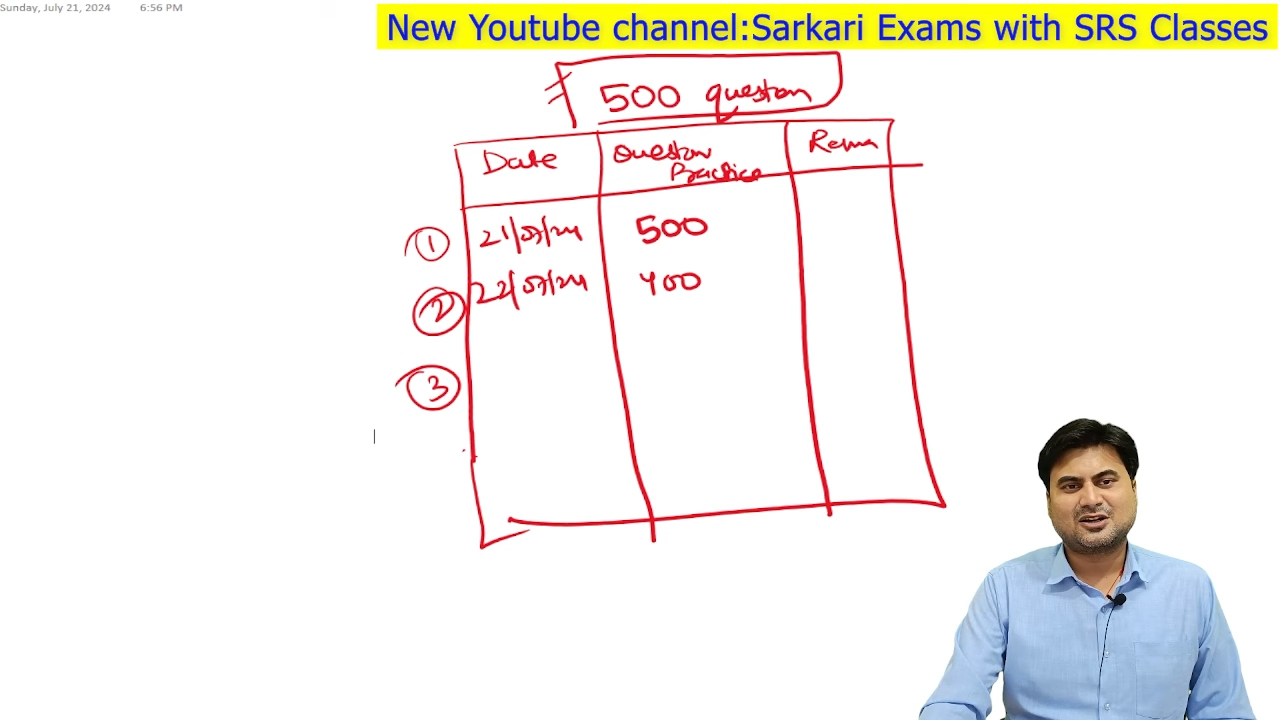 Sunday, July 21, 2024 6:56 PM
New Youtube channel:Sarkari Exams with SRS Classes
500 question
Date Question Practice Rema
① 21/07/24 500
② 22/07/24 400
③